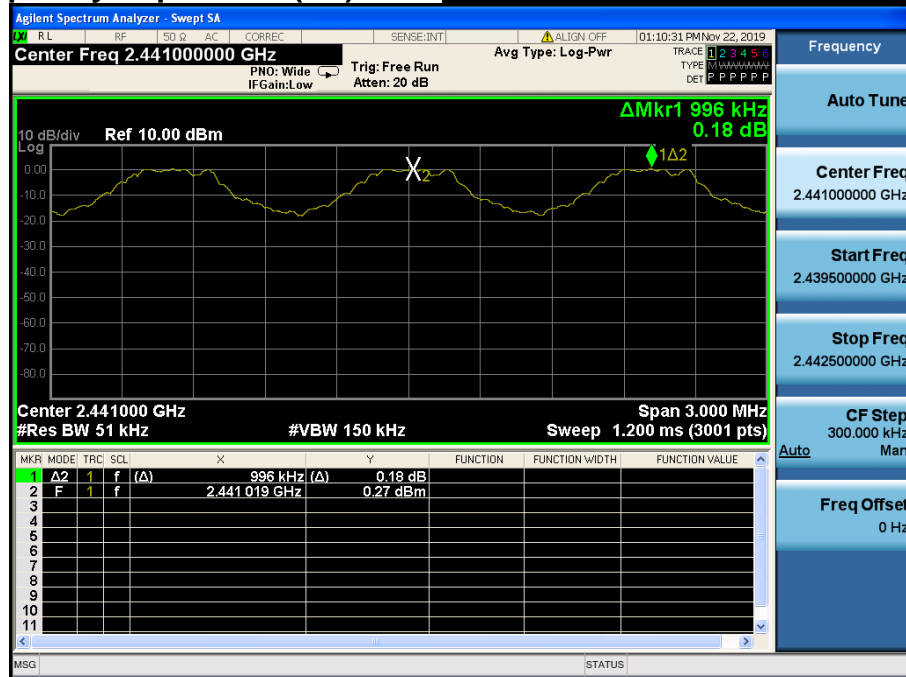 Agilent Spectrum Analyzer - Swept SA
RL RF 50 Ω AC CORREC SENSE:INT ALIGN OFF 01:10:31 PM Nov 22, 2019
Center Freq 2.441000000 GHz Avg Type: Log-Pwr TRACE 1 2 3 4 5 6
PNO: Wide Trig: Free Run TYPE M
IFGain:Low Atten: 20 dB DET P P P P P P
ΔMkr1 996 kHz
0.18 dB
10 dB/div Ref 10.00 dBm
Log
1Δ2
X2
0.00
-10.0
-20.0
-30.0
-40.0
-50.0
-60.0
-70.0
-80.0
Center 2.441000 GHz Span 3.000 MHz
#Res BW 51 kHz #VBW 150 kHz Sweep 1.200 ms (3001 pts)
MKR MODE TRC SCL X Y FUNCTION FUNCTION WIDTH FUNCTION VALUE
1 Δ2 1 f (Δ) 996 kHz (Δ) 0.18 dB
2 F 1 f 2.441 019 GHz 0.27 dBm
3
4
5
6
7
8
9
10
11
MSG STATUS
Frequency
Auto Tune
Center Freq
2.441000000 GHz
Start Freq
2.439500000 GHz
Stop Freq
2.442500000 GHz
CF Step
300.000 kHz
Auto Man
Freq Offset
0 Hz